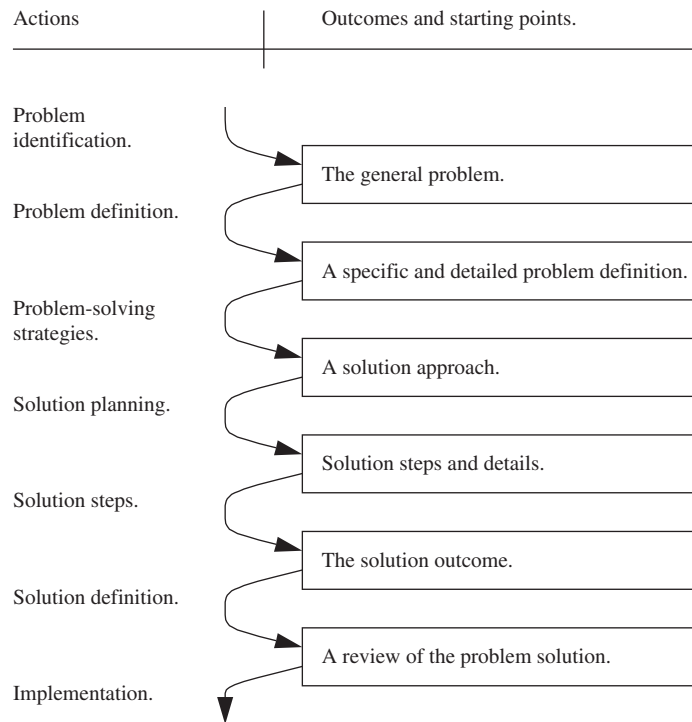 Actions
Outcomes and starting points.
Problem
identification.
The general problem.
Problem definition.
A specific and detailed problem definition.
Problem-solving
strategies.
A solution approach.
Solution planning.
Solution steps and details.
Solution steps.
The solution outcome.
Solution definition.
A review of the problem solution.
Implementation.